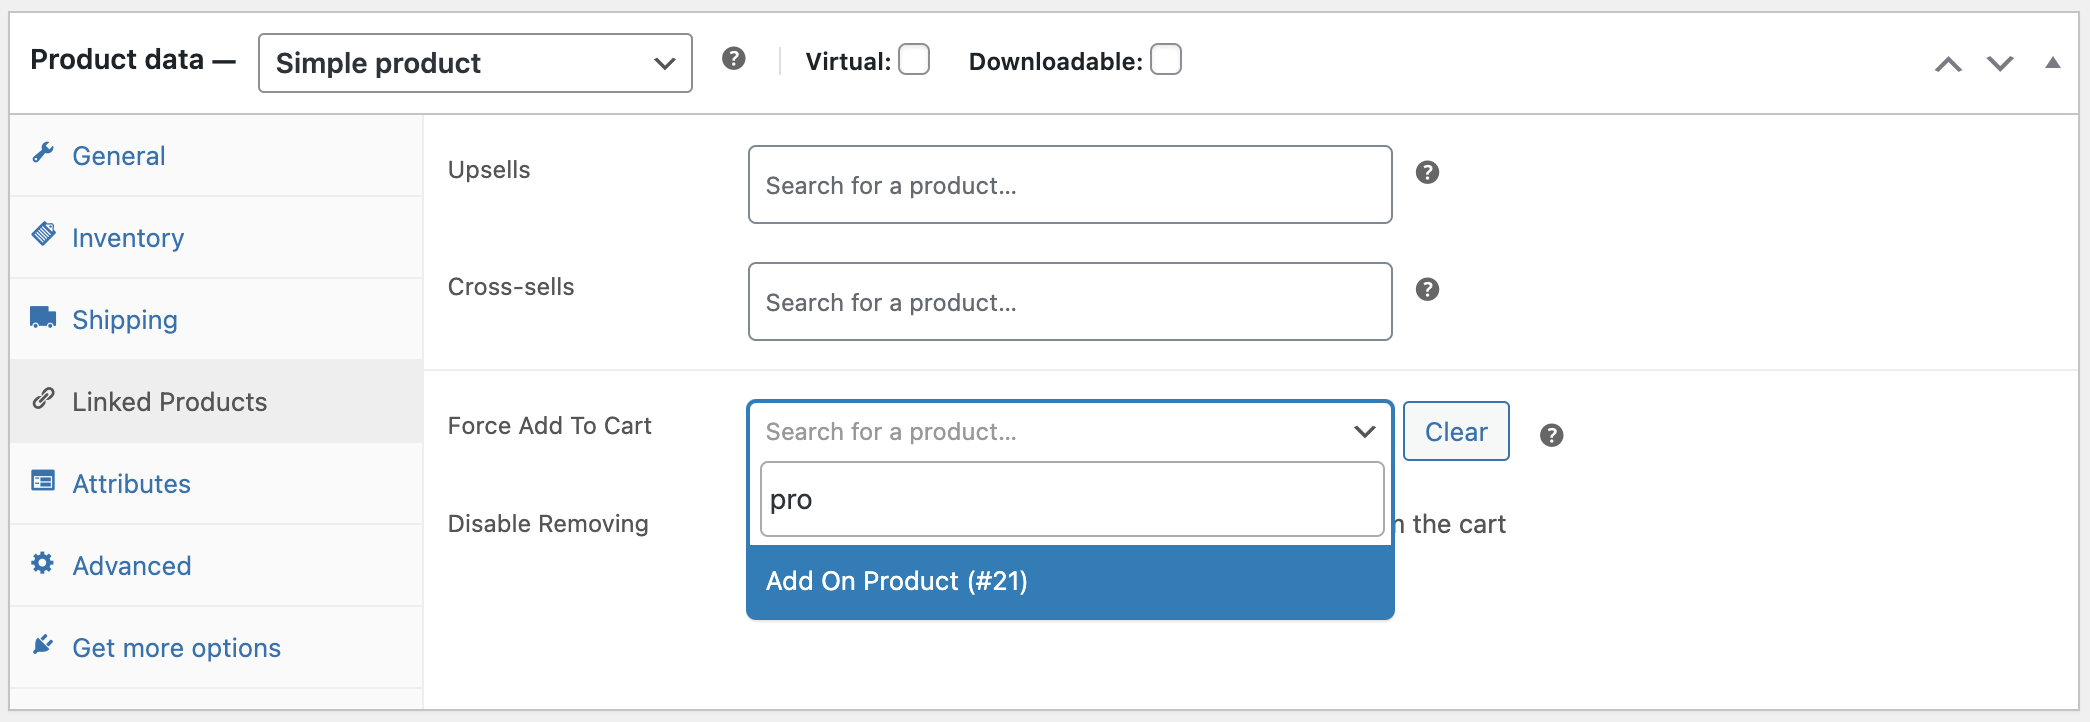 Product data — Simple product Virtual: Downloadable:
General
Inventory
Shipping
Linked Products
Attributes
Advanced
Get more options
Upsells Search for a product...
Cross-sells Search for a product...
Force Add To Cart Search for a product... Clear
pro
Disable Removing the cart
Add On Product (#21)